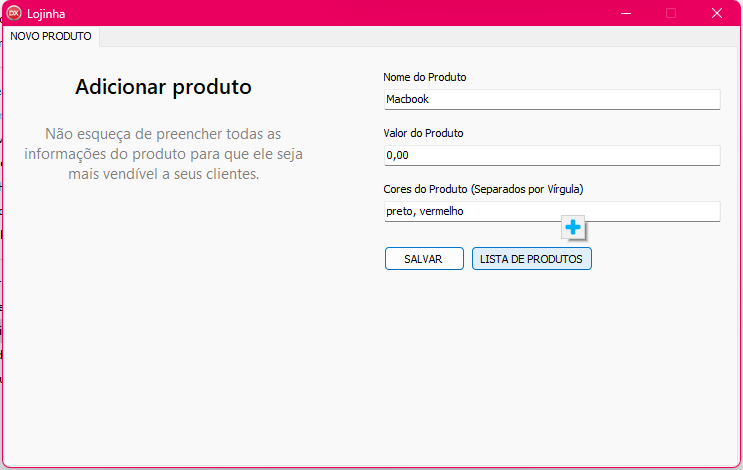 DX Lojinha
NOVO PRODUTO
Adicionar produto
Não esqueça de preencher todas as
informações do produto para que ele seja
mais vendível a seus clientes.
Nome do Produto
Macbook
Valor do Produto
0,00
Cores do Produto (Separados por Vírgula)
preto, vermelho
SALVAR
LISTA DE PRODUTOS